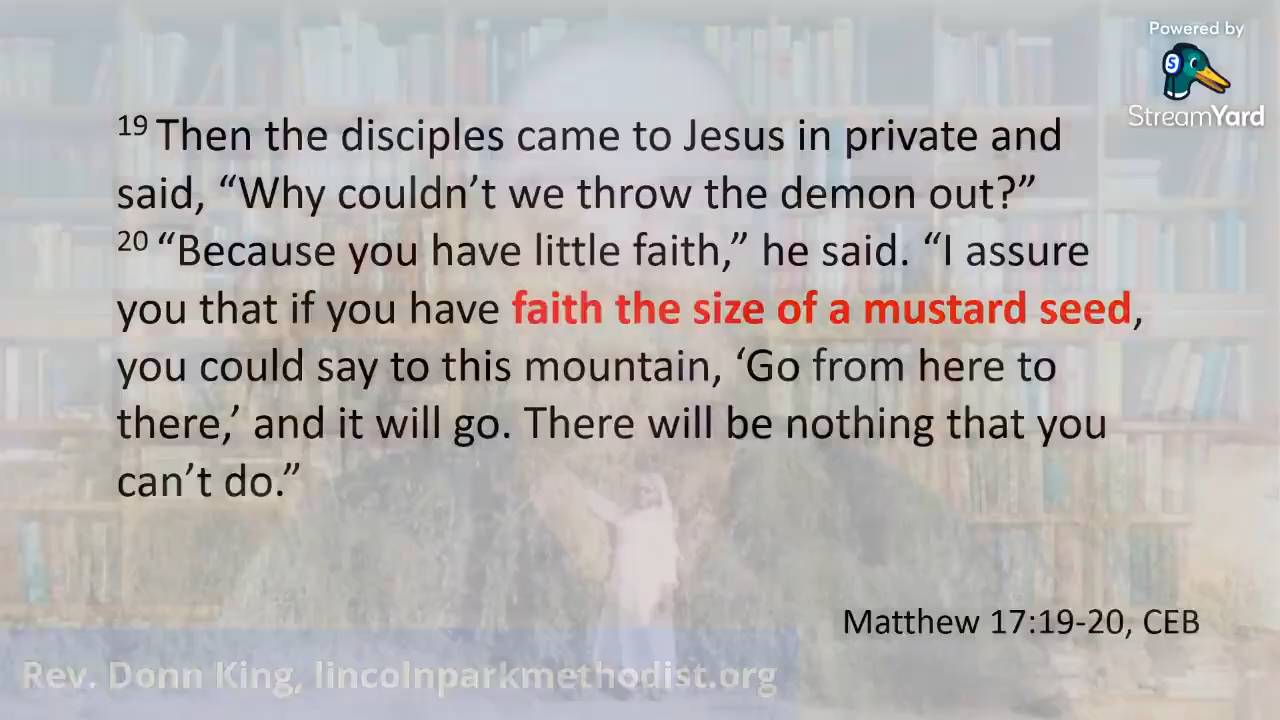 Powered by
StreamYard
19 Then the disciples came to Jesus in private and
said, “Why couldn’t we throw the demon out?”
20 “Because you have little faith,” he said. “I assure
you that if you have faith the size of a mustard seed,
you could say to this mountain, ‘Go from here to
there,’ and it will go. There will be nothing that you
can’t do.”
Matthew 17:19-20, CEB
Rev. Donn King, lincolnparkmethodist.org